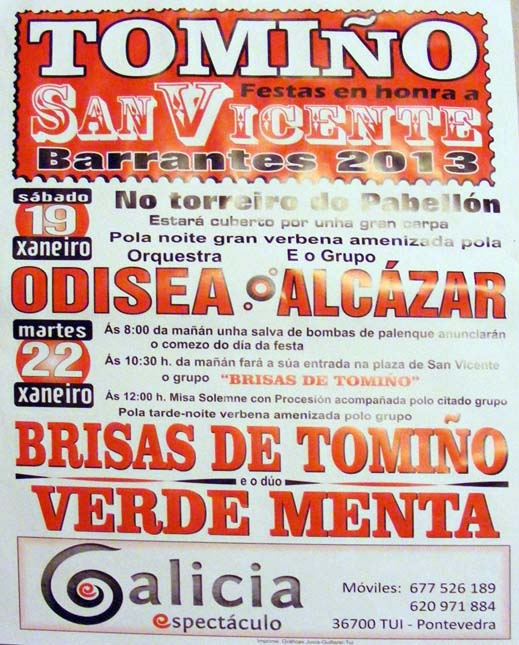 TOMIÑO
Festas en honra a
SAN VICENTE
Barrantes 2013
sábado
19
xaneiro
No torreiro do Pabellón
Estará cuberto por unha gran carpa
Pola noite gran verbena amenizada pola
Orquestra E o Grupo
ODISEA ALCÁZAR
martes
22
xaneiro
Ás 8:00 da mañán unha salva de bombas de palenque anunciarán
o comezo do día da festa
Ás 10:30 h. da mañán fará a súa entrada na plaza de San Vicente
o grupo "BRISAS DE TOMIÑO"
Ás 12:00 h. Misa Solemne con Procesión acompañada polo citado grupo
Pola tarde-noite verbena amenizada polo grupo
BRISAS DE TOMIÑO
e o dúo
VERDE MENTA
Galicia
espectáculo
Móviles: 677 526 189
620 971 884
36700 TUI - Pontevedra